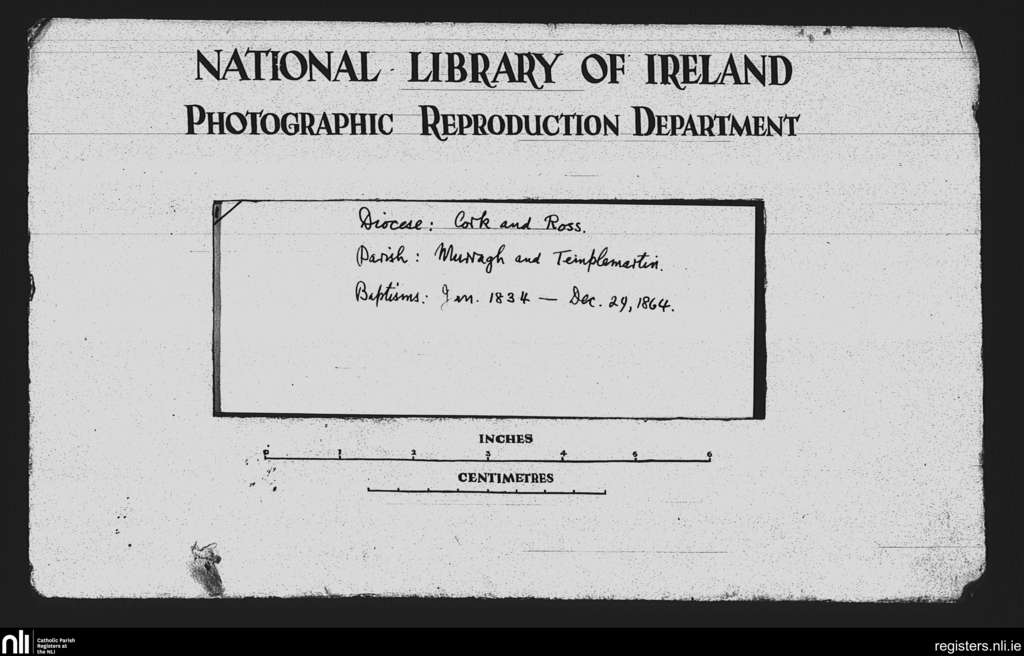 NATIONAL LIBRARY OF IRELAND
PHOTOGRAPHIC REPRODUCTION DEPARTMENT
Diocese: Cork and Ross.
Parish: Murragh and Templemartin.
Baptisms: Jan. 1834 — Dec. 29, 1864.
INCHES
0 1 2 3 4 5 6
CENTIMETRES
nli Catholic Parish
Registers at
the NLI
registers.nli.ie